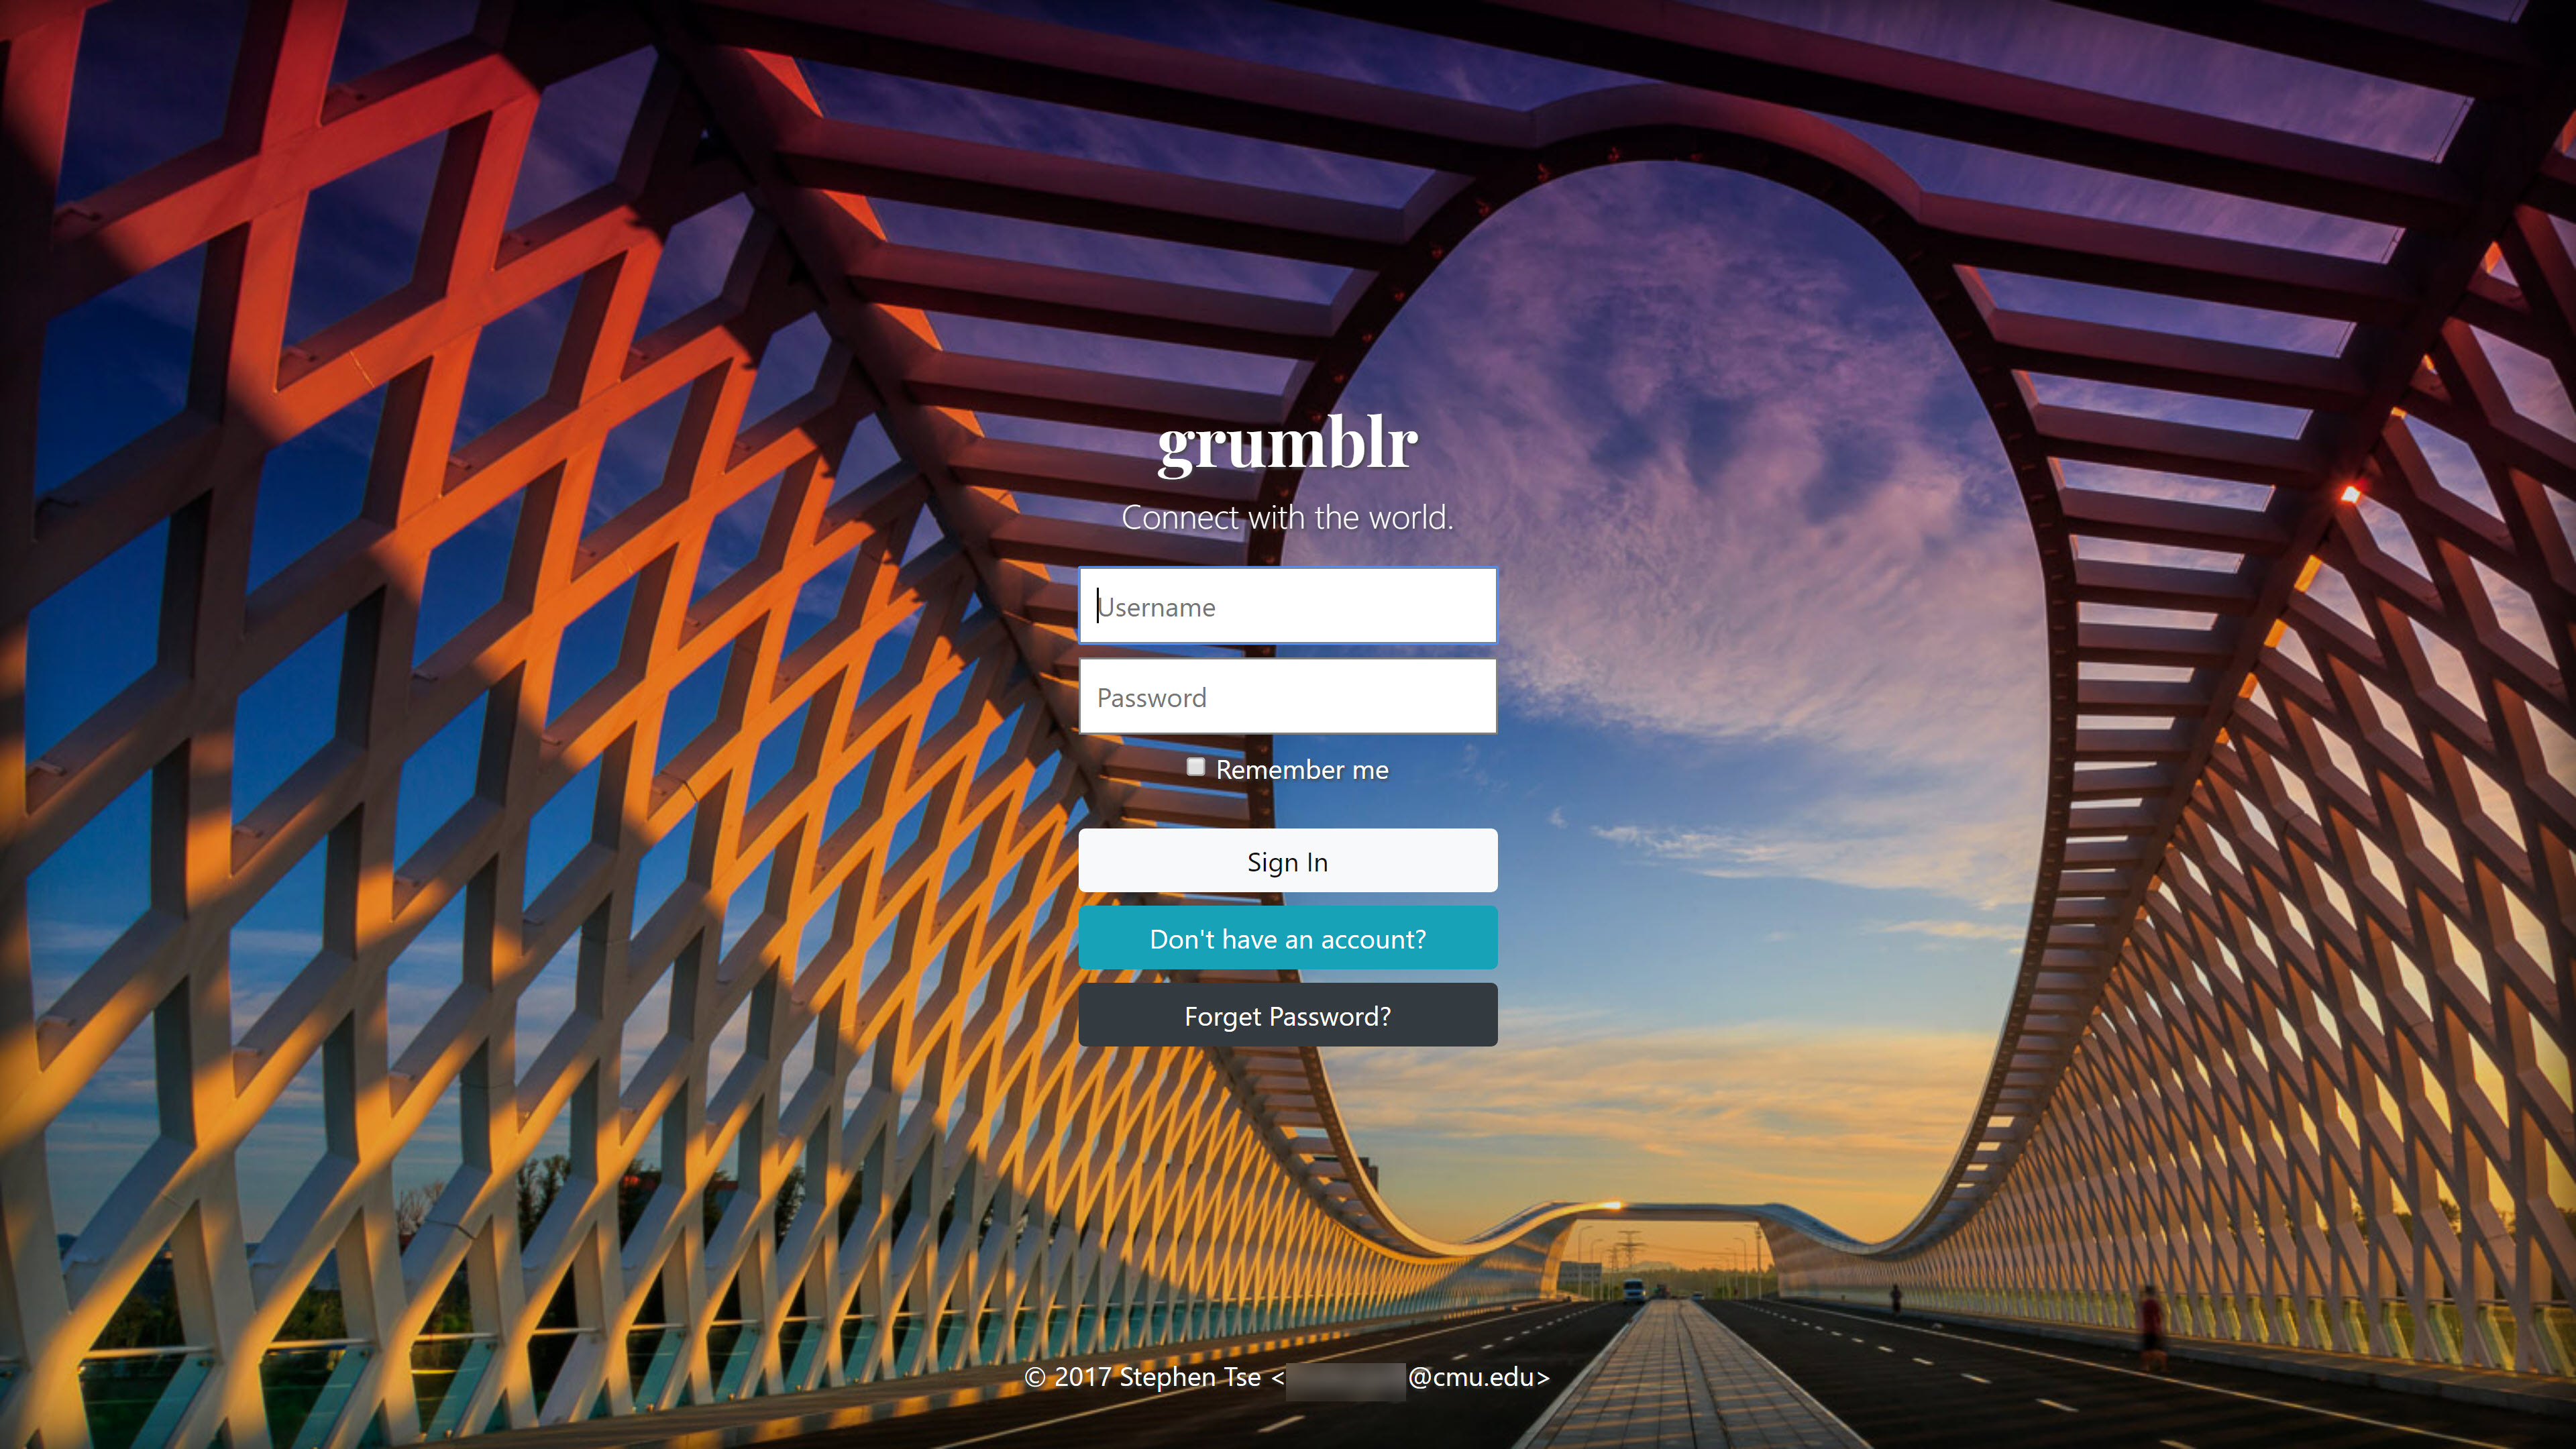 grumblr
Connect with the world.
Username
Password
Remember me
Sign In
Don't have an account?
Forget Password?
© 2017 Stephen Tse < @cmu.edu>